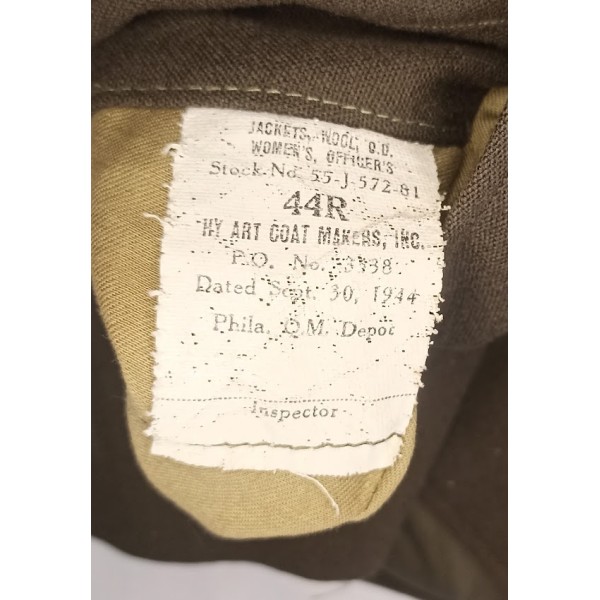 JACKETS, WOOL, O.D.
WOMEN'S, OFFICER'S
Stock No. 55-J-572-81
44R
HY ART COAT MAKERS, INC.
P.O. No. 3338
Dated Sept. 30, 1944
Phila. Q.M. Depot
Inspector